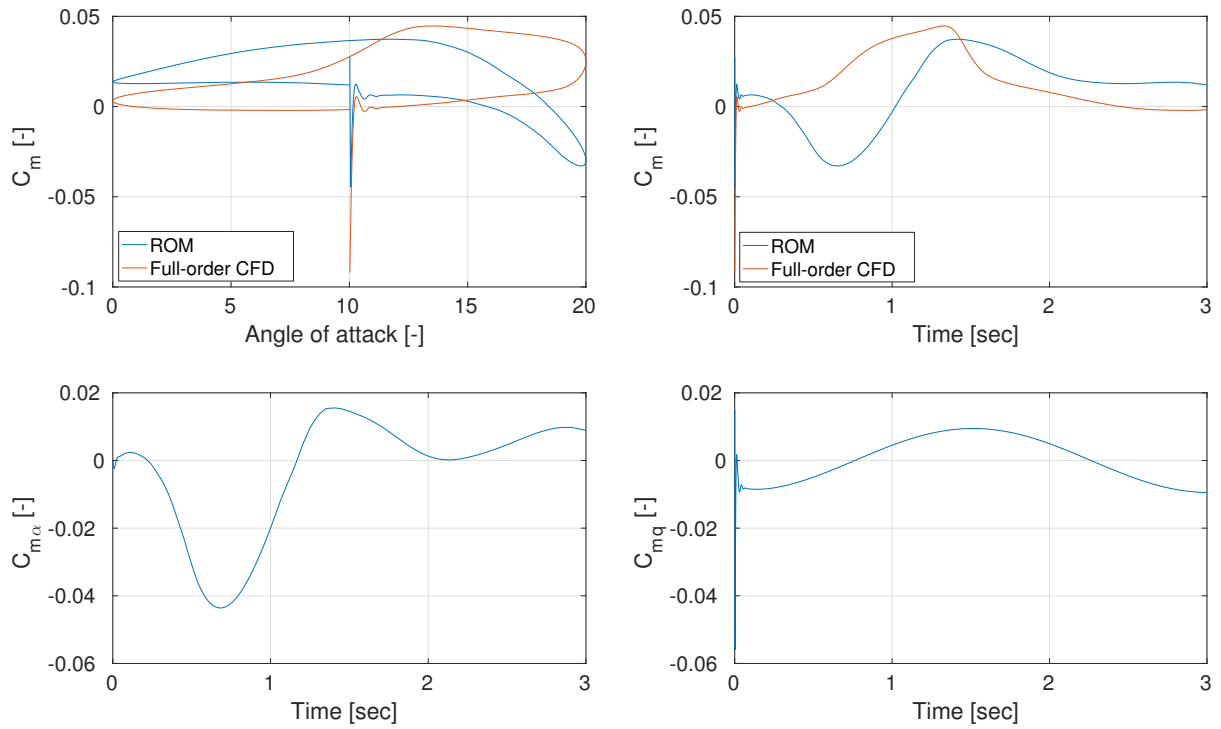 0.05
0
-0.05
-0.1
C_m [-]
ROM
Full-order CFD
0 5 10 15 20
Angle of attack [-]
0.05
0
-0.05
-0.1
C_m [-]
ROM
Full-order CFD
0 1 2 3
Time [sec]
0.02
0
-0.02
-0.04
-0.06
C_mα [-]
0 1 2 3
Time [sec]
0.02
0
-0.02
-0.04
-0.06
C_mq [-]
0 1 2 3
Time [sec]